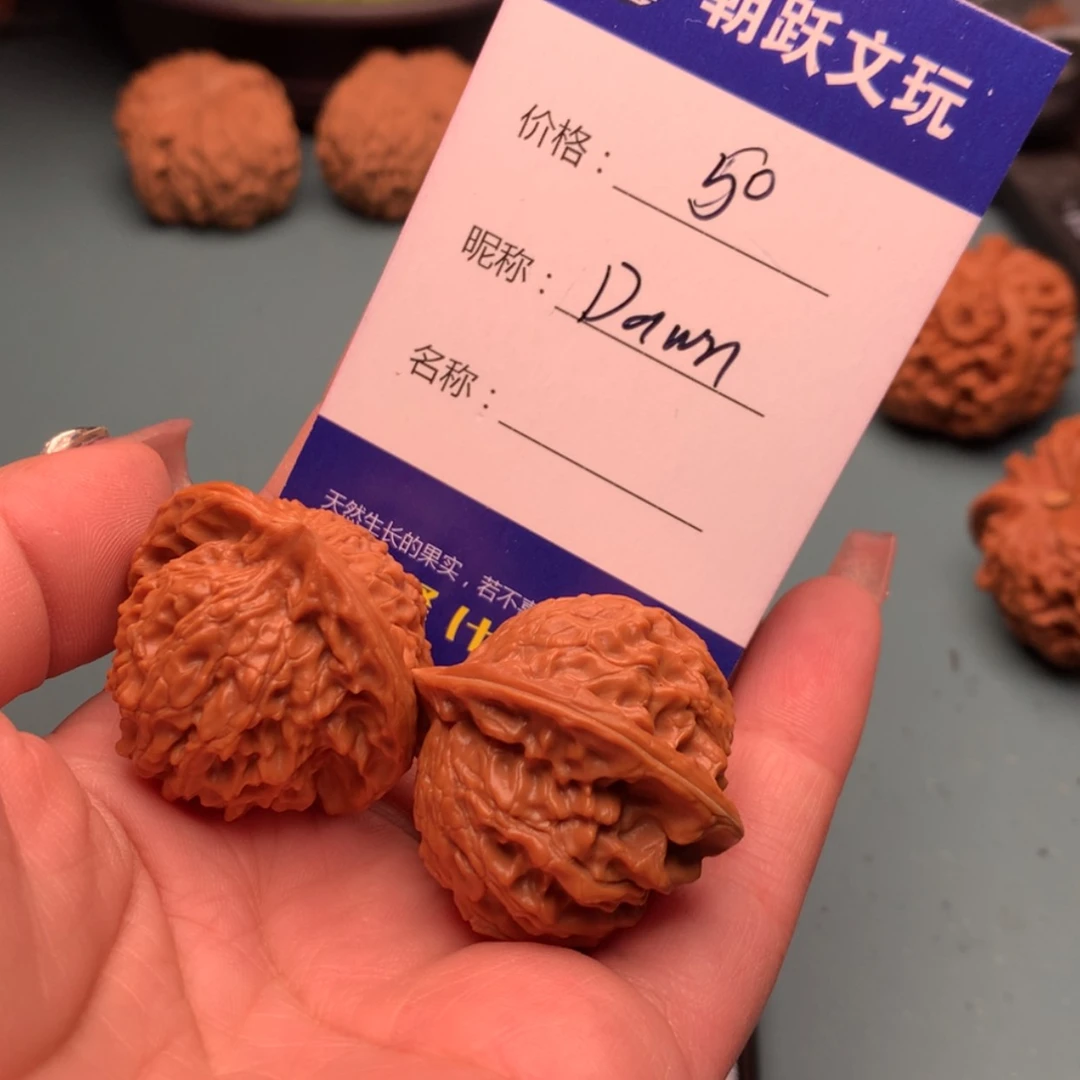 朝跃文玩
价格： 50
昵称： Dawn
名称：
天然生长的果实，若不